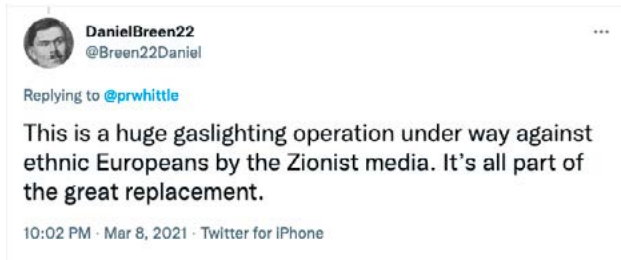 DanielBreen22
@Breen22Daniel
Replying to @prwhittle
This is a huge gaslighting operation under way against
ethnic Europeans by the Zionist media. It's all part of
the great replacement.
10:02 PM · Mar 8, 2021 · Twitter for iPhone